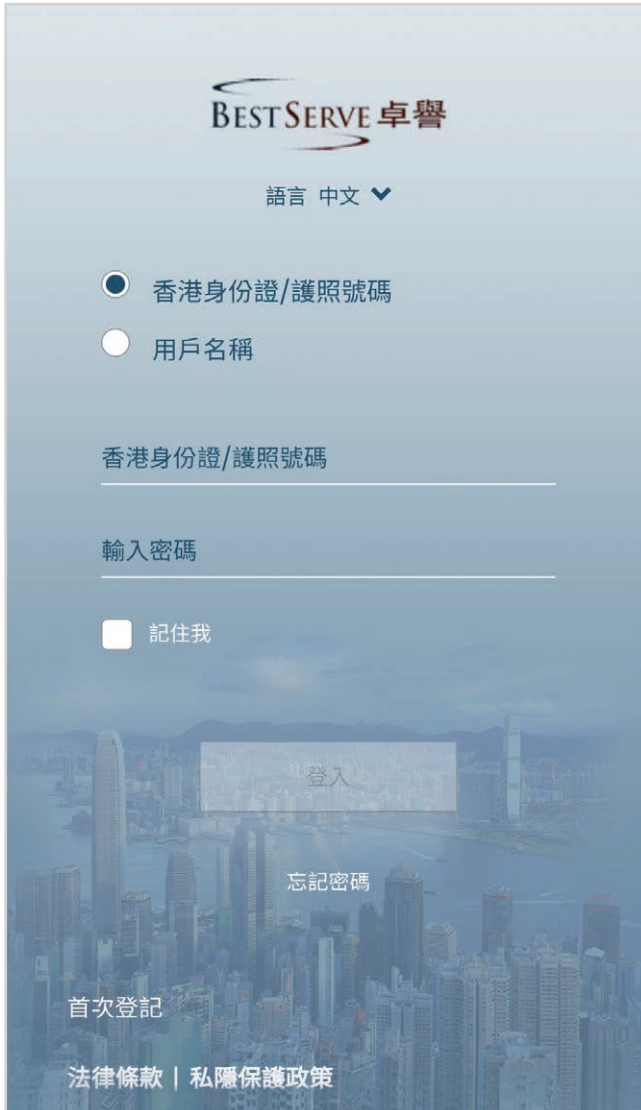 BEST SERVE 卓譽
語言 中文
香港身份證/護照號碼
用戶名稱
香港身份證/護照號碼
輸入密碼
記住我
登入
忘記密碼
首次登記
法律條款 | 私隱保護政策